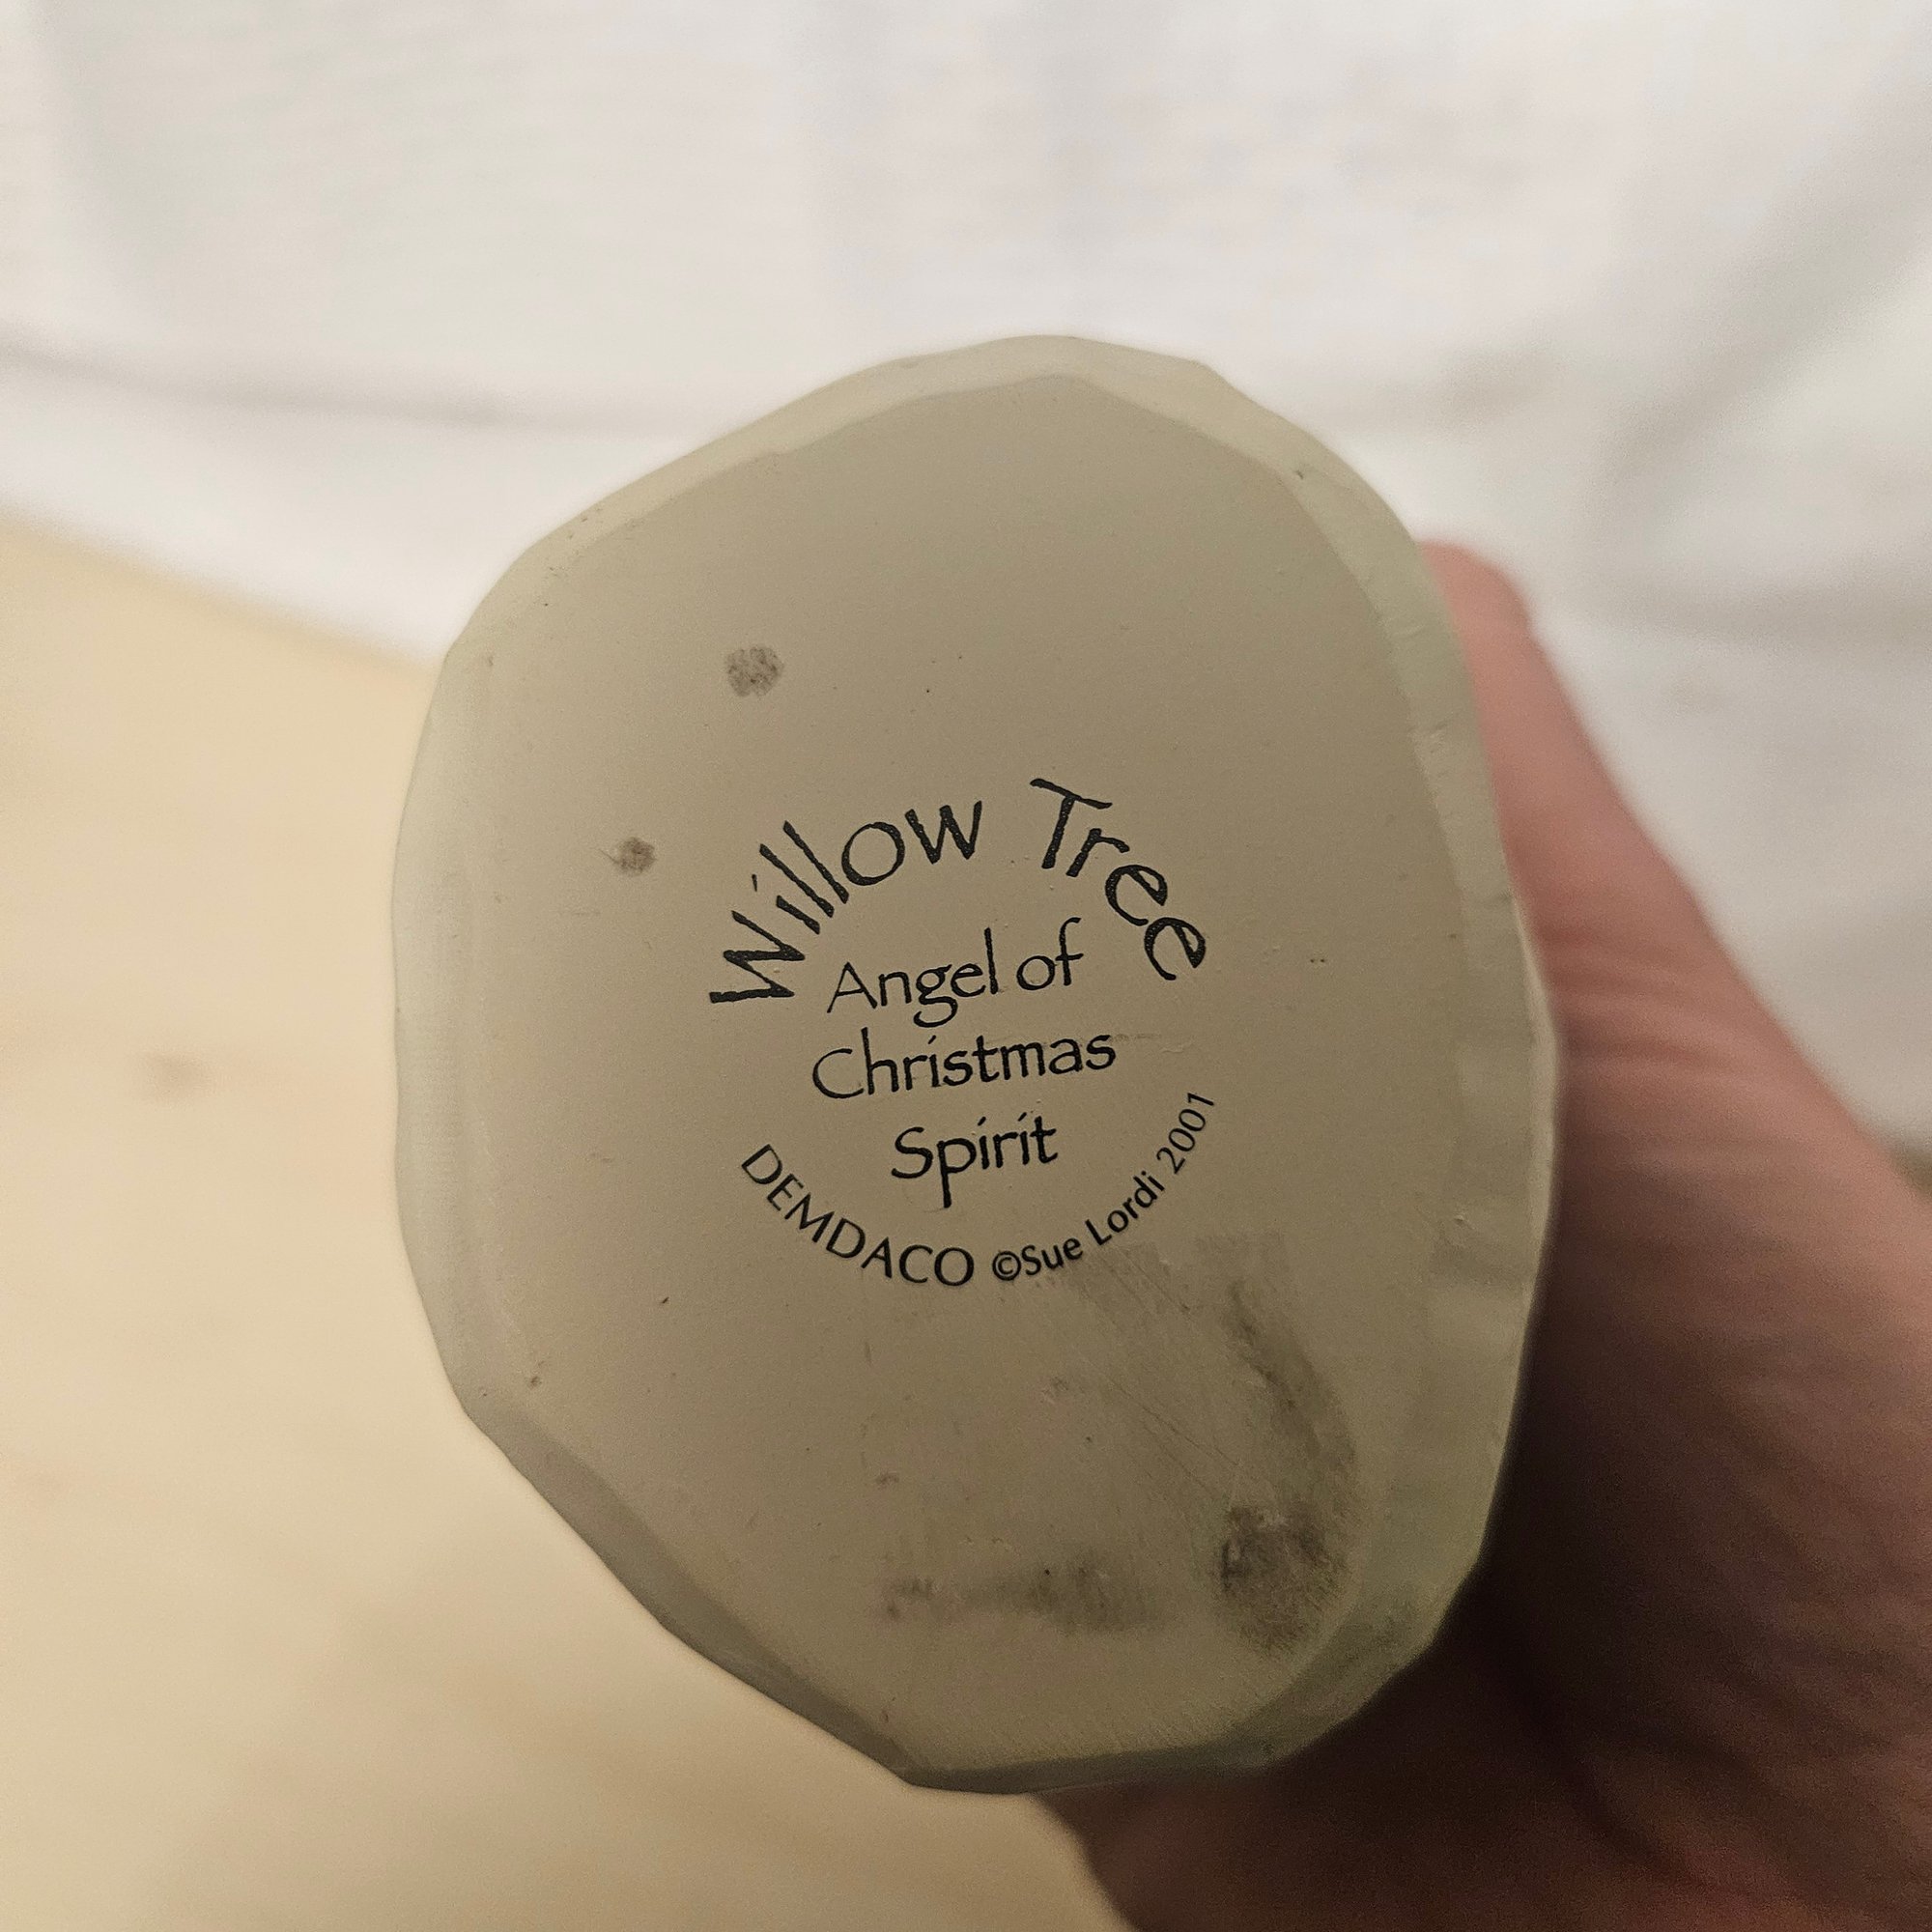 Willow Tree
Angel of
Christmas
Spirit
DEMDACO ©Sue Lordi 2001